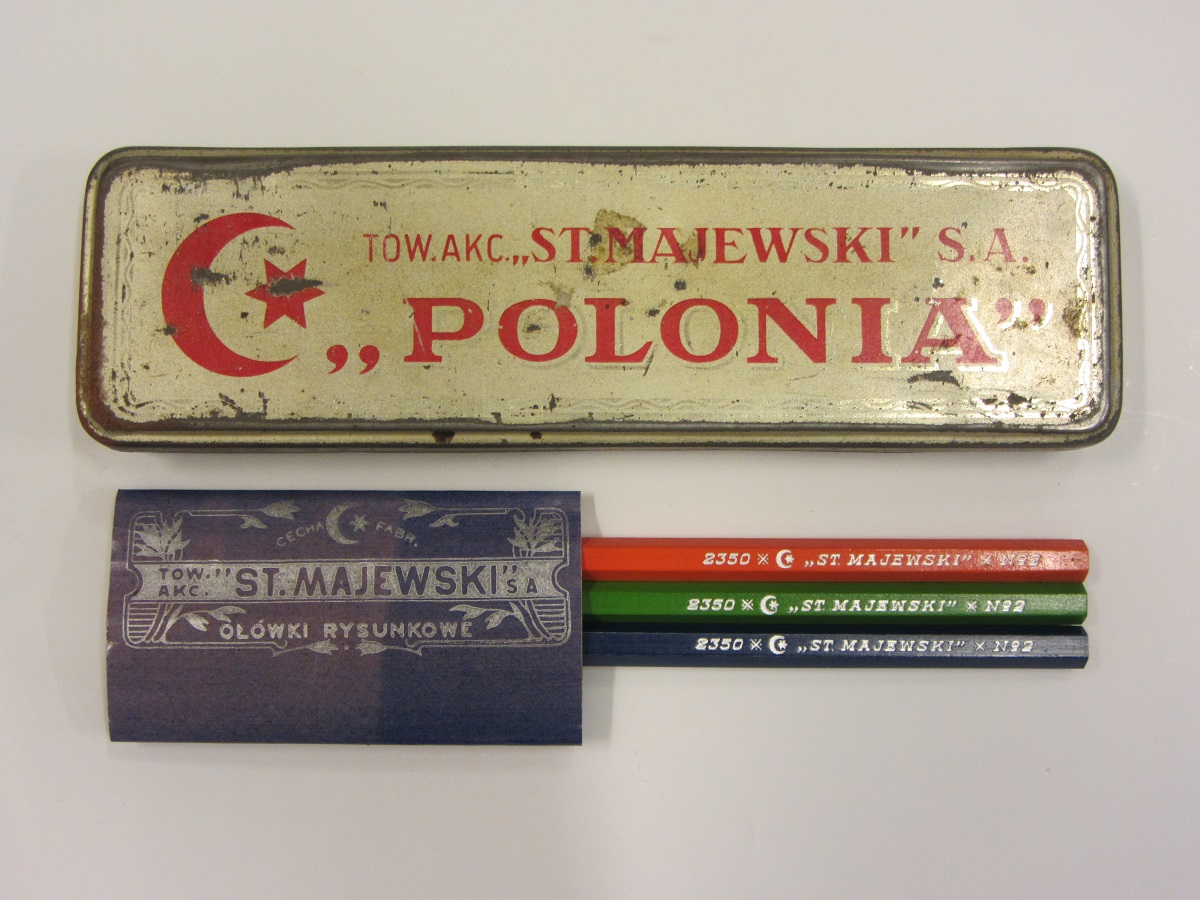 TOW. AKC. „ST. MAJEWSKI” S.A.
„POLONIA”
CECHA FABR.
TOW. AKC. "ST. MAJEWSKI" S A
OŁÓWKI RYSUNKOWE
2350 „ST. MAJEWSKI” × Nº2
2350 „ST. MAJEWSKI” × Nº2
2350 „ST. MAJEWSKI” × Nº2